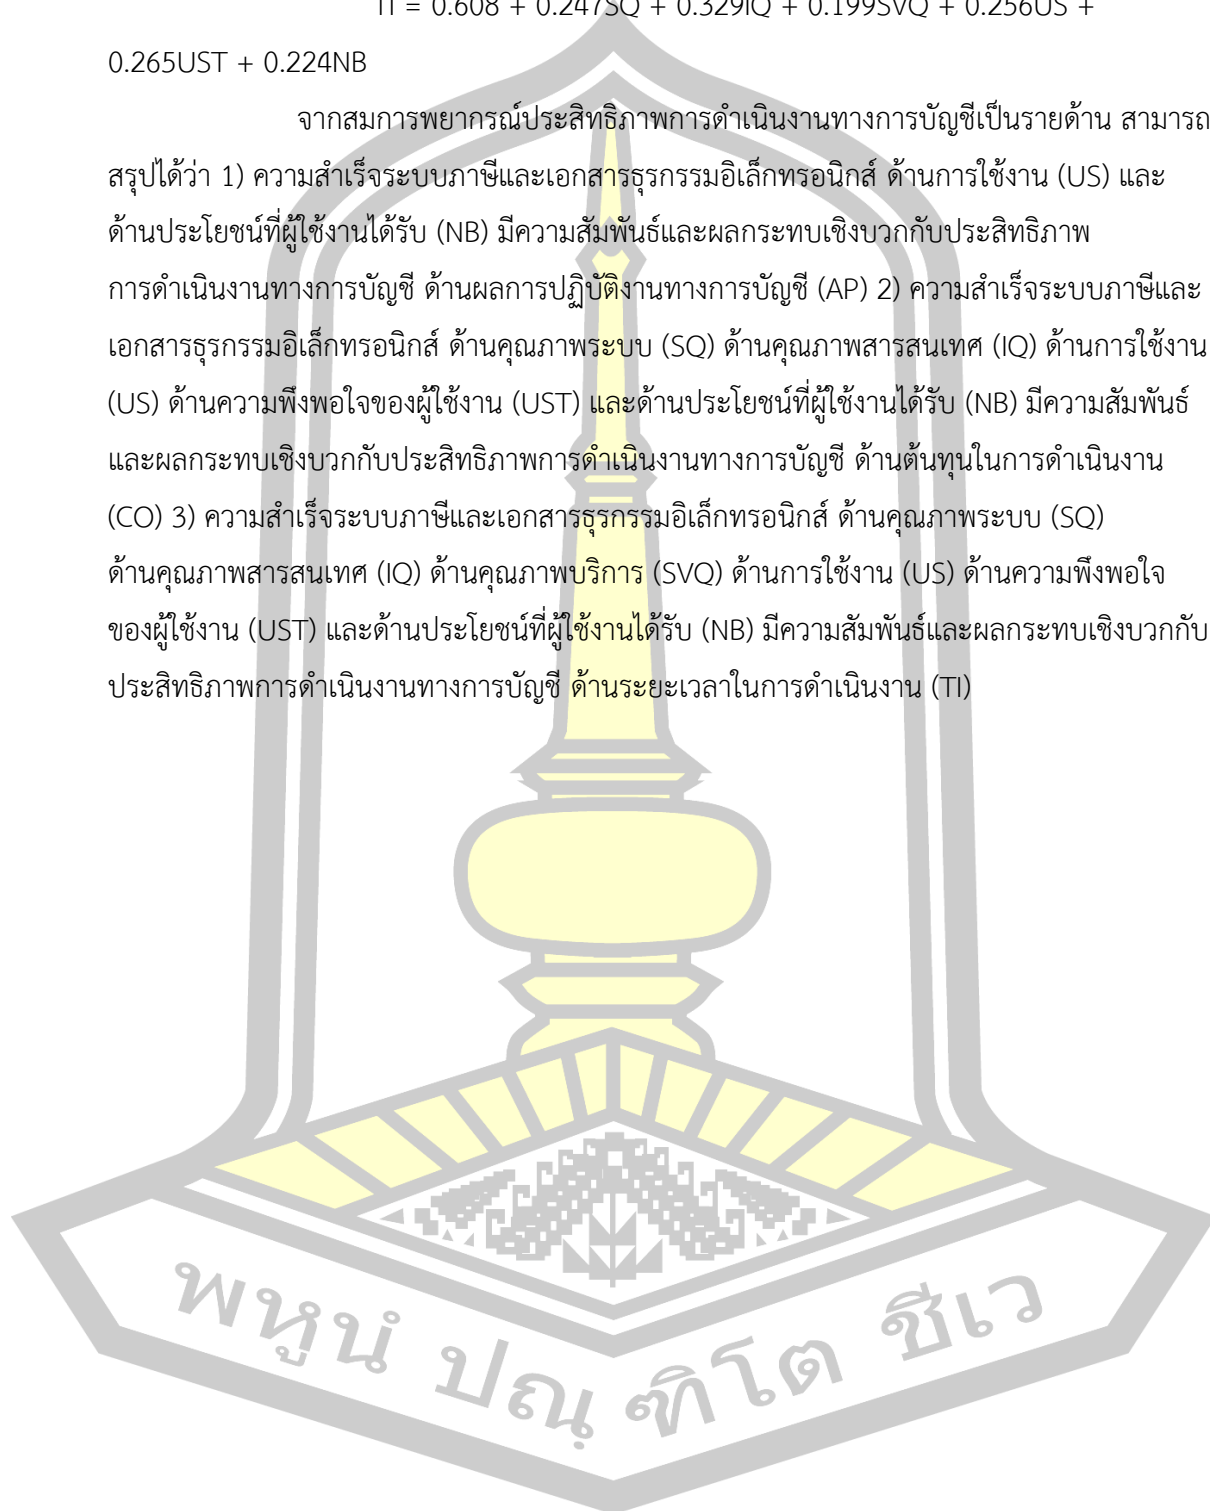 TI = 0.608 + 0.247SQ + 0.329IQ + 0.199SVQ + 0.256US +
0.265UST + 0.224NB
จากสมการพยากรณ์ประสิทธิภาพการดำเนินงานทางการบัญชีเป็นรายด้าน สามารถ
สรุปได้ว่า 1) ความสำเร็จระบบภาษีและเอกสารธุรกรรมอิเล็กทรอนิกส์ ด้านการใช้งาน (US) และ
ด้านประโยชน์ที่ผู้ใช้งานได้รับ (NB) มีความสัมพันธ์และผลกระทบเชิงบวกกับประสิทธิภาพ
การดำเนินงานทางการบัญชี ด้านผลการปฏิบัติงานทางการบัญชี (AP) 2) ความสำเร็จระบบภาษีและ
เอกสารธุรกรรมอิเล็กทรอนิกส์ ด้านคุณภาพระบบ (SQ) ด้านคุณภาพสารสนเทศ (IQ) ด้านการใช้งาน
(US) ด้านความพึงพอใจของผู้ใช้งาน (UST) และด้านประโยชน์ที่ผู้ใช้งานได้รับ (NB) มีความสัมพันธ์
และผลกระทบเชิงบวกกับประสิทธิภาพการดำเนินงานทางการบัญชี ด้านต้นทุนในการดำเนินงาน
(CO) 3) ความสำเร็จระบบภาษีและเอกสารธุรกรรมอิเล็กทรอนิกส์ ด้านคุณภาพระบบ (SQ)
ด้านคุณภาพสารสนเทศ (IQ) ด้านคุณภาพบริการ (SVQ) ด้านการใช้งาน (US) ด้านความพึงพอใจ
ของผู้ใช้งาน (UST) และด้านประโยชน์ที่ผู้ใช้งานได้รับ (NB) มีความสัมพันธ์และผลกระทบเชิงบวกกับ
ประสิทธิภาพการดำเนินงานทางการบัญชี ด้านระยะเวลาในการดำเนินงาน (TI)
พหูนํ ปณฺ ฑิโต ชีเว